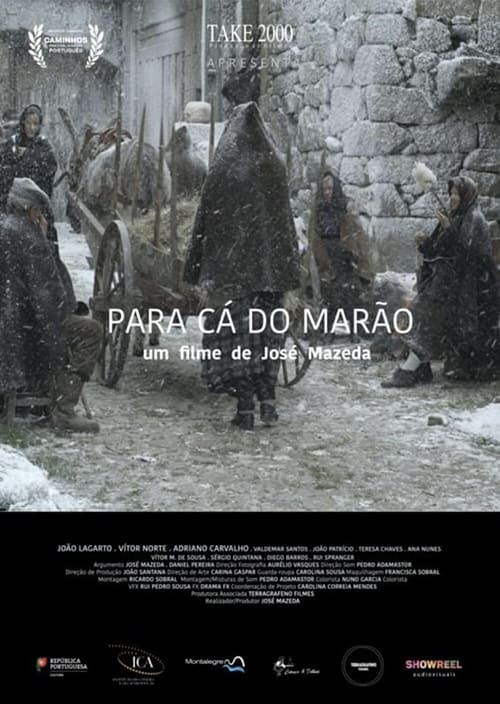 CAMINHOS
PORTUGUÊS
TAKE 2000
APRESENTA
PARA CÁ DO MARÃO
um filme de José Mazeda
JOÃO LAGARTO . VÍTOR NORTE . ADRIANO CARVALHO . VALDEMAR SANTOS . JOÃO PATRÍCIO . TERESA CHAVES . ANA NUNES
VÍTOR M. DE SOUSA . SÉRGIO QUINTANA . DIEGO BARROS . RUI SPRANGER
Argumento JOSÉ MAZEDA . DANIEL PEREIRA Direção Fotografia AURÉLIO VASQUES Direção Som PEDRO ADAMASTOR
Direção de Produção JOÃO SANTANA Direção de Arte CARINA GASPAR Guarda-roupa CAROLINA SOUSA Maquilhagem FRANCISCA SOBRAL
Montagem RICARDO SOBRAL Montagem/Misturas de Som PEDRO ADAMASTOR Colorista NUNO GARCIA Colorista
VFX RUI PEDRO SOUSA FX DRAMA FX Coordenação de Projeto CAROLINA CORREIA MENDES
Produtora Associada TERRAGRAFENO FILMES
Realizador/Produtor JOSÉ MAZEDA
REPÚBLICA
PORTUGUESA
CULTURA
ICA
Montalegre
SHOWREEL
audiovisuais